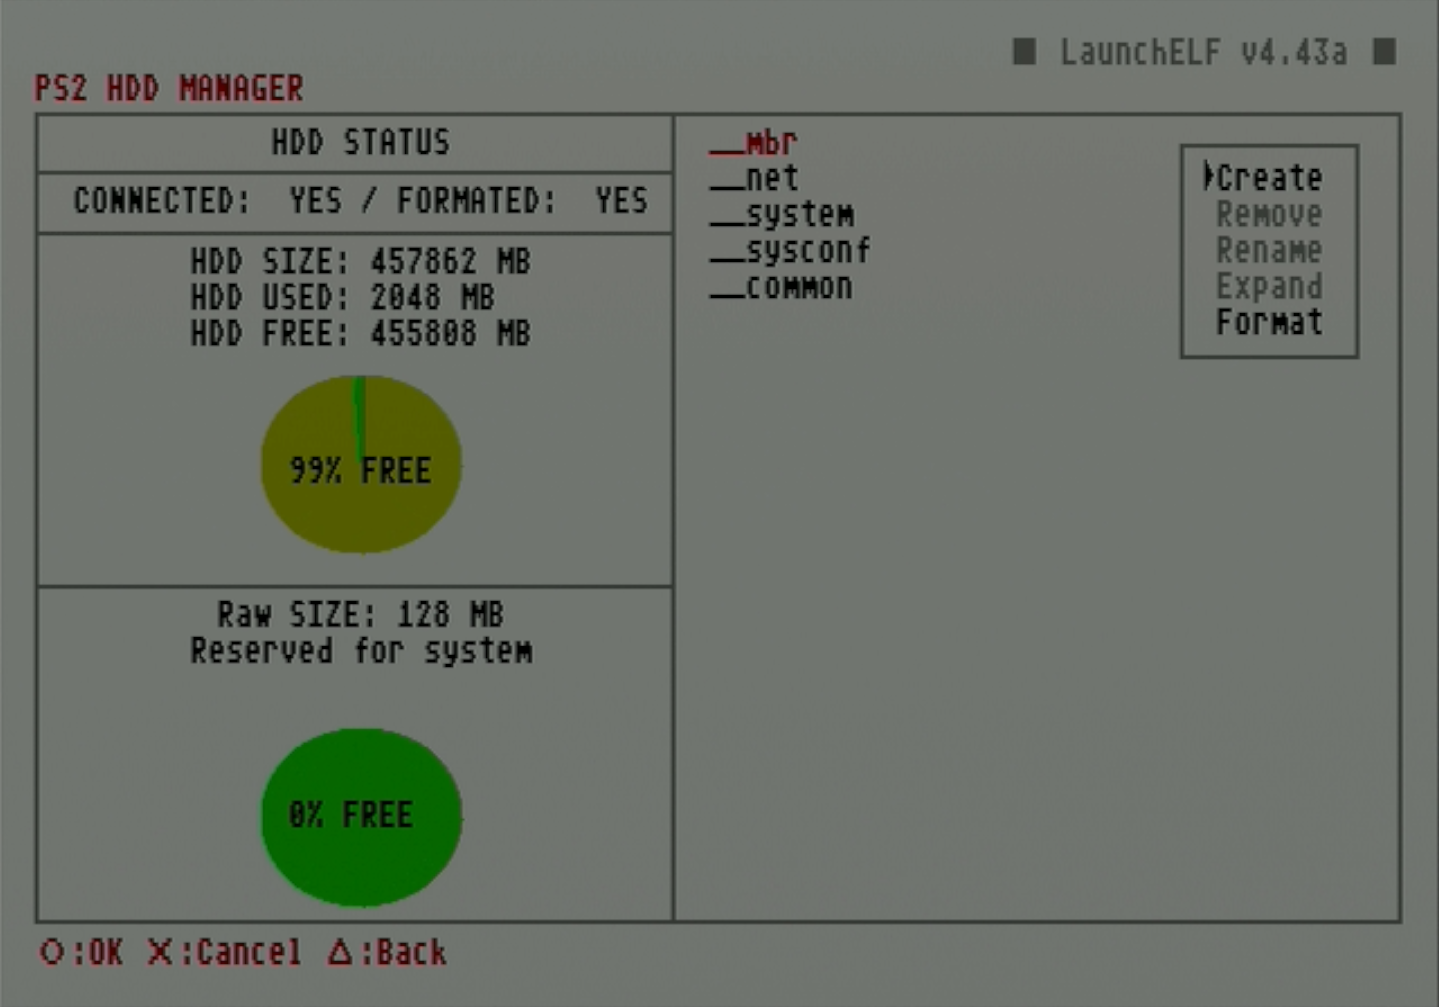 ■ LaunchELF v4.43a ■
PS2 HDD MANAGER
HDD STATUS
CONNECTED: YES / FORMATED: YES
HDD SIZE: 457862 MB
HDD USED: 2048 MB
HDD FREE: 455808 MB
99% FREE
Raw SIZE: 128 MB
Reserved for system
0% FREE
__mbr
__net
__system
__sysconf
__common
Create
Remove
Rename
Expand
Format
○:OK ×:Cancel △:Back